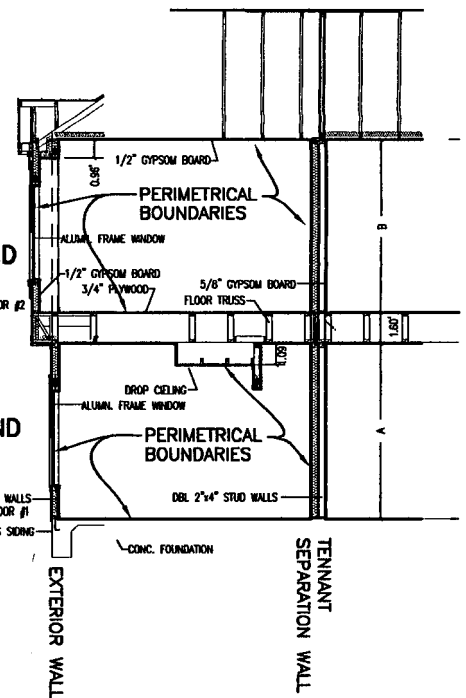 1/2" GYPSOM BOARD
0.96'
PERIMETRICAL
BOUNDARIES
B
ALUMN. FRAME WINDOW
1/2" GYPSOM BOARD
3/4" PLYWOOD
5/8" GYPSOM BOARD
FLOOR TRUSS
#2
1.60'
1.09
DROP CIELING
ALUMN. FRAME WINDOW
ND
PERIMETRICAL
BOUNDARIES
A
WALLS
#1
SIDING
DBL 2"x4" STUD WALLS
CONC. FOUNDATION
EXTERIOR WALL
TENNANT
SEPARATION WALL